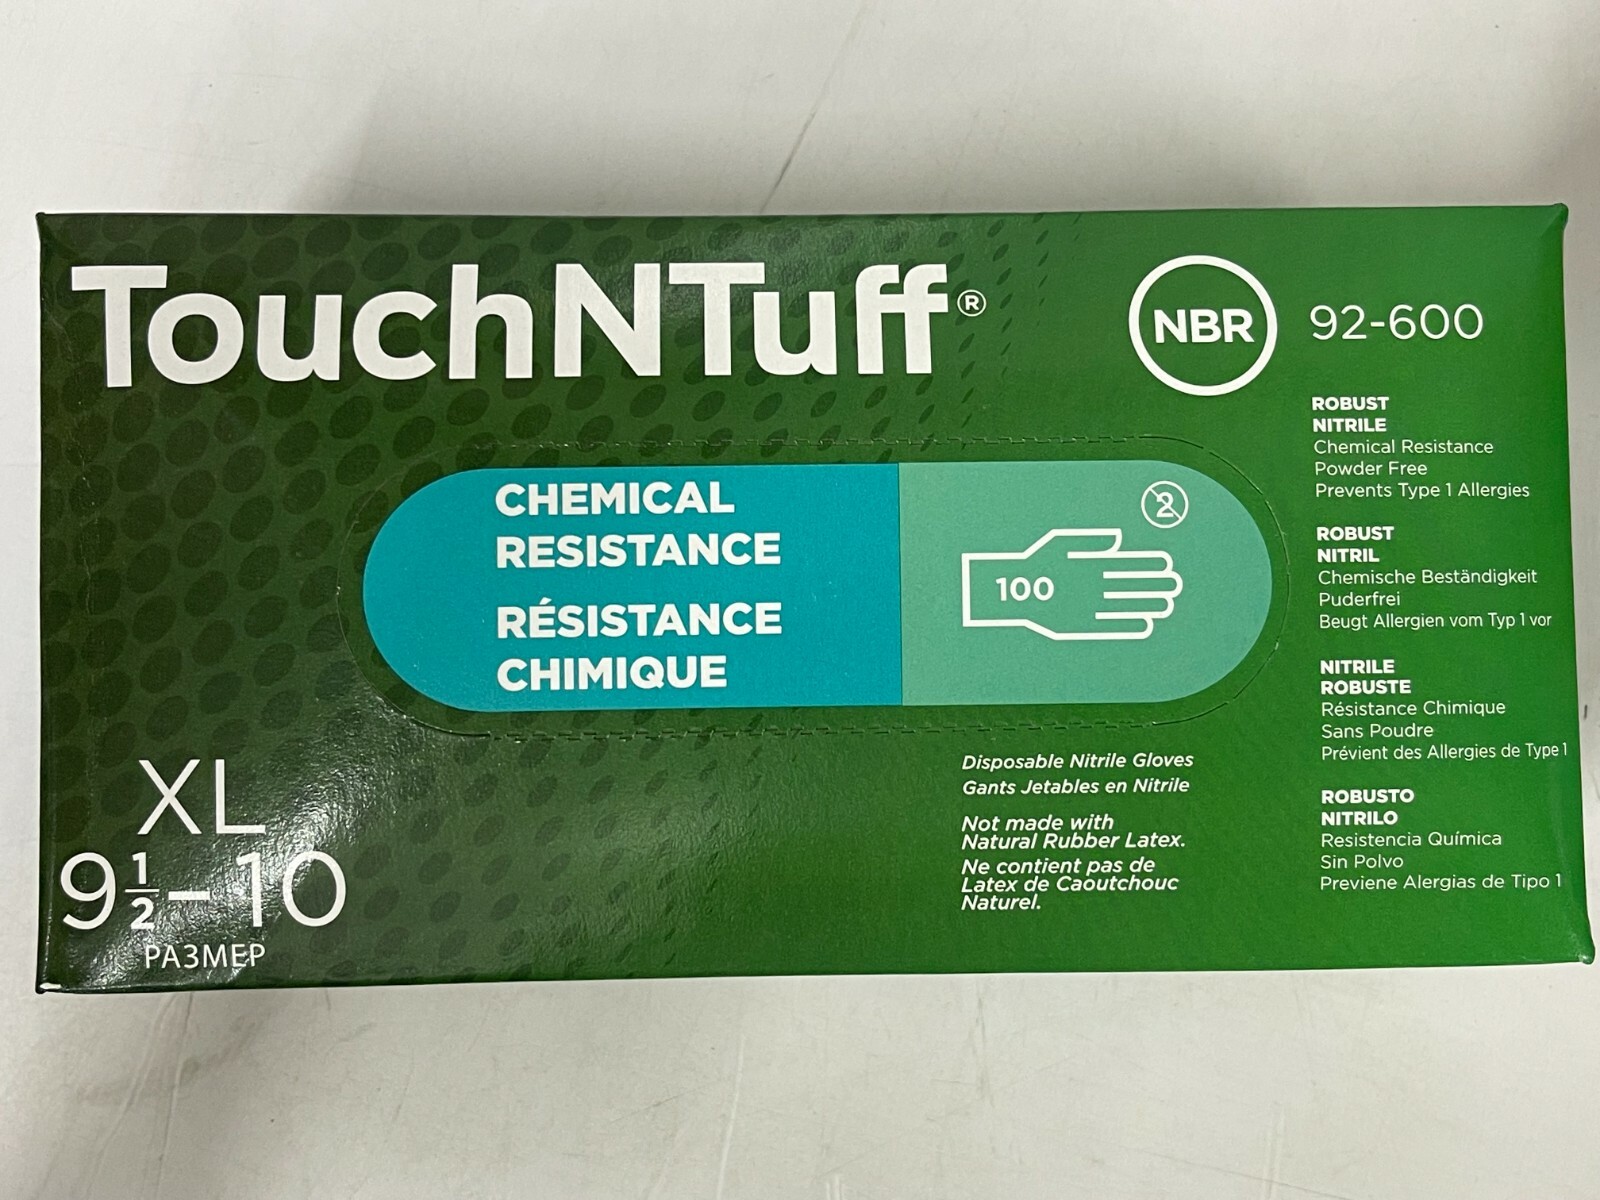 TouchNTuff®
NBR
92-600
ROBUST
NITRILE
Chemical Resistance
Powder Free
Prevents Type 1 Allergies
ROBUST
NITRIL
Chemische Beständigkeit
Puderfrei
Beugt Allergien vom Typ 1 vor
NITRILE
ROBUSTE
Résistance Chimique
Sans Poudre
Prévient des Allergies de Type 1
ROBUSTO
NITRILO
Resistencia Química
Sin Polvo
Previene Alergias de Tipo 1
CHEMICAL
RESISTANCE
RÉSISTANCE
CHIMIQUE
2
100
XL
9 1/2 – 10
РАЗМЕР
Disposable Nitrile Gloves
Gants Jetables en Nitrile
Not made with
Natural Rubber Latex.
Ne contient pas de
Latex de Caoutchouc
Naturel.